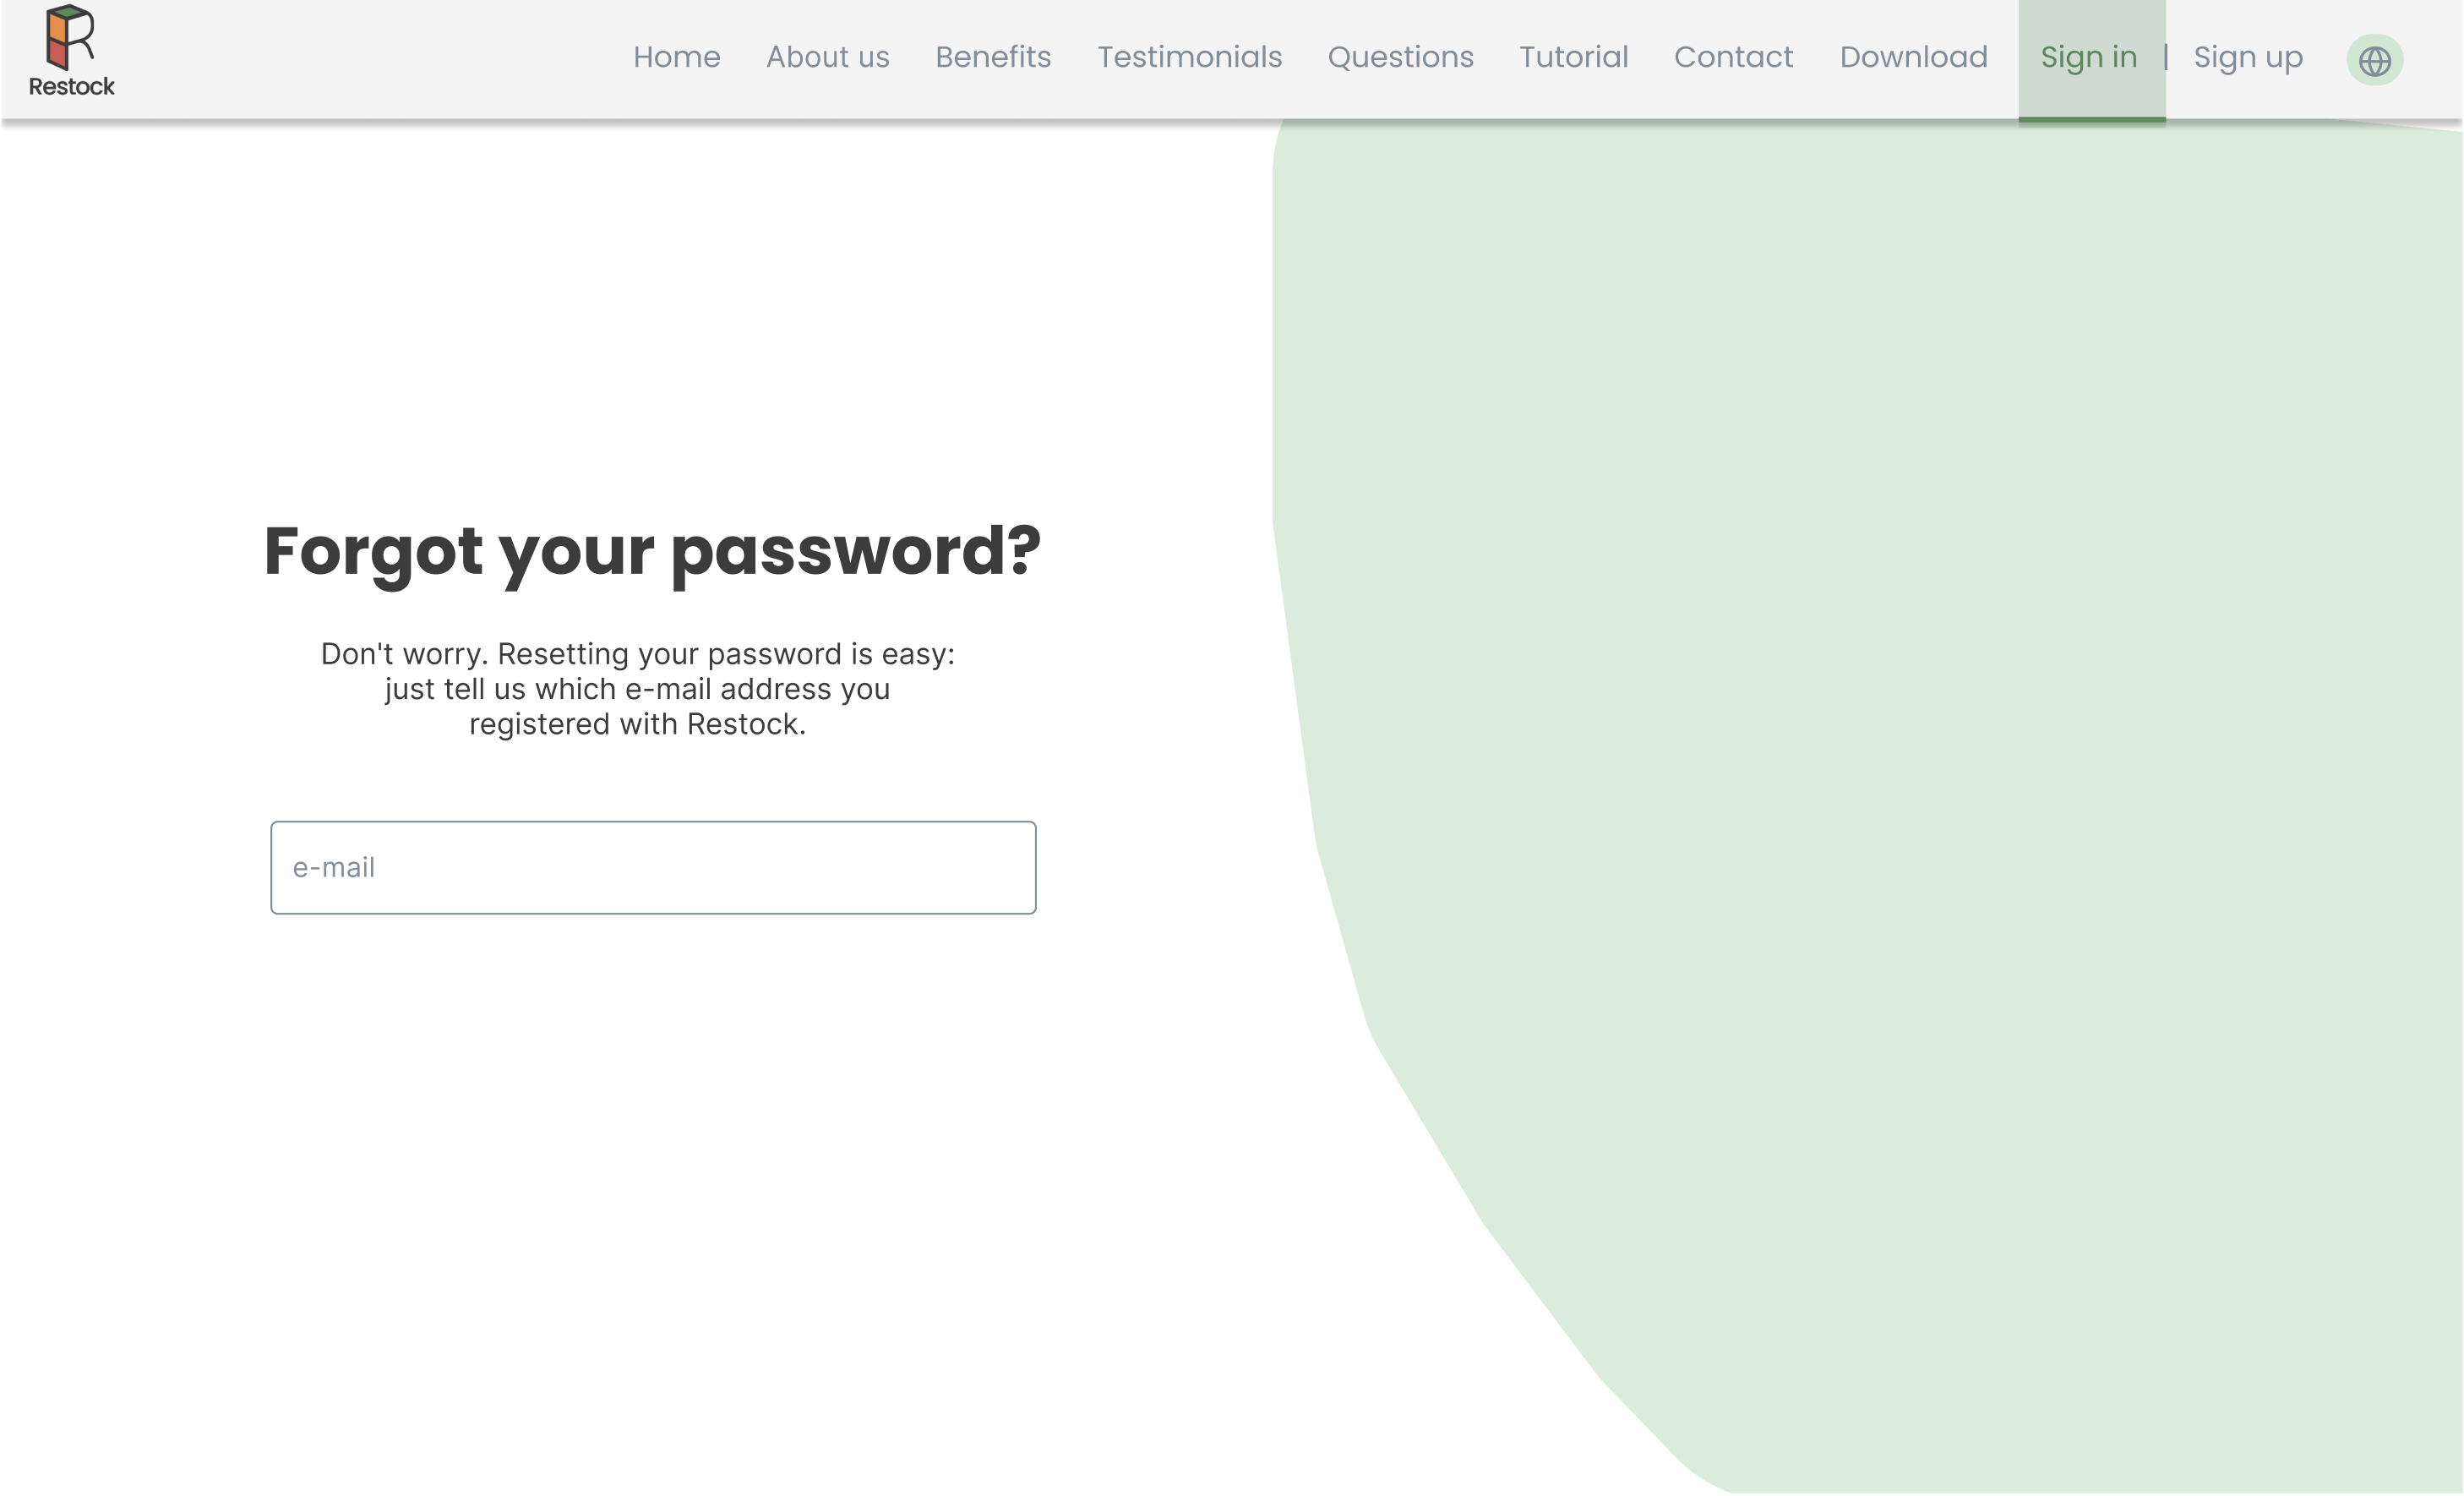 Restock
Home About us Benefits Testimonials Questions Tutorial Contact Download Sign in | Sign up
Forgot your password?
Don't worry. Resetting your password is easy:
just tell us which e-mail address you
registered with Restock.
e-mail